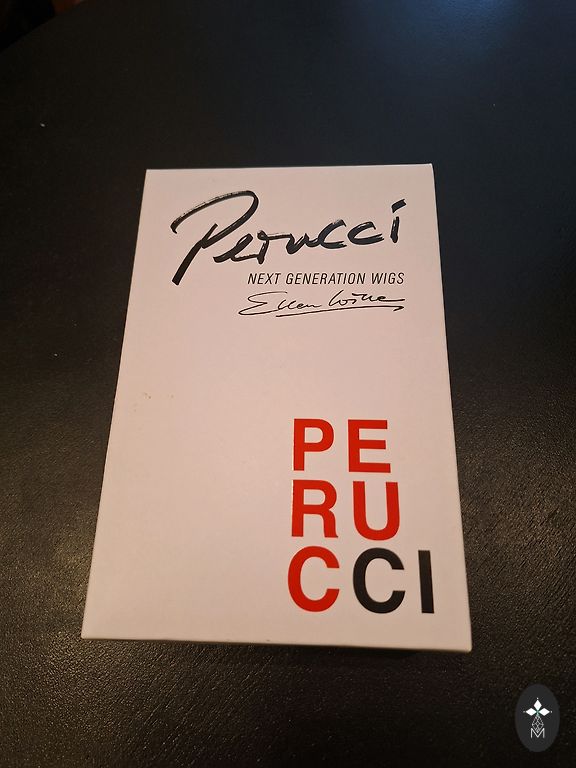 Perucci
NEXT GENERATION WIGS
Ellen Wille
PE
RU
CCI
M